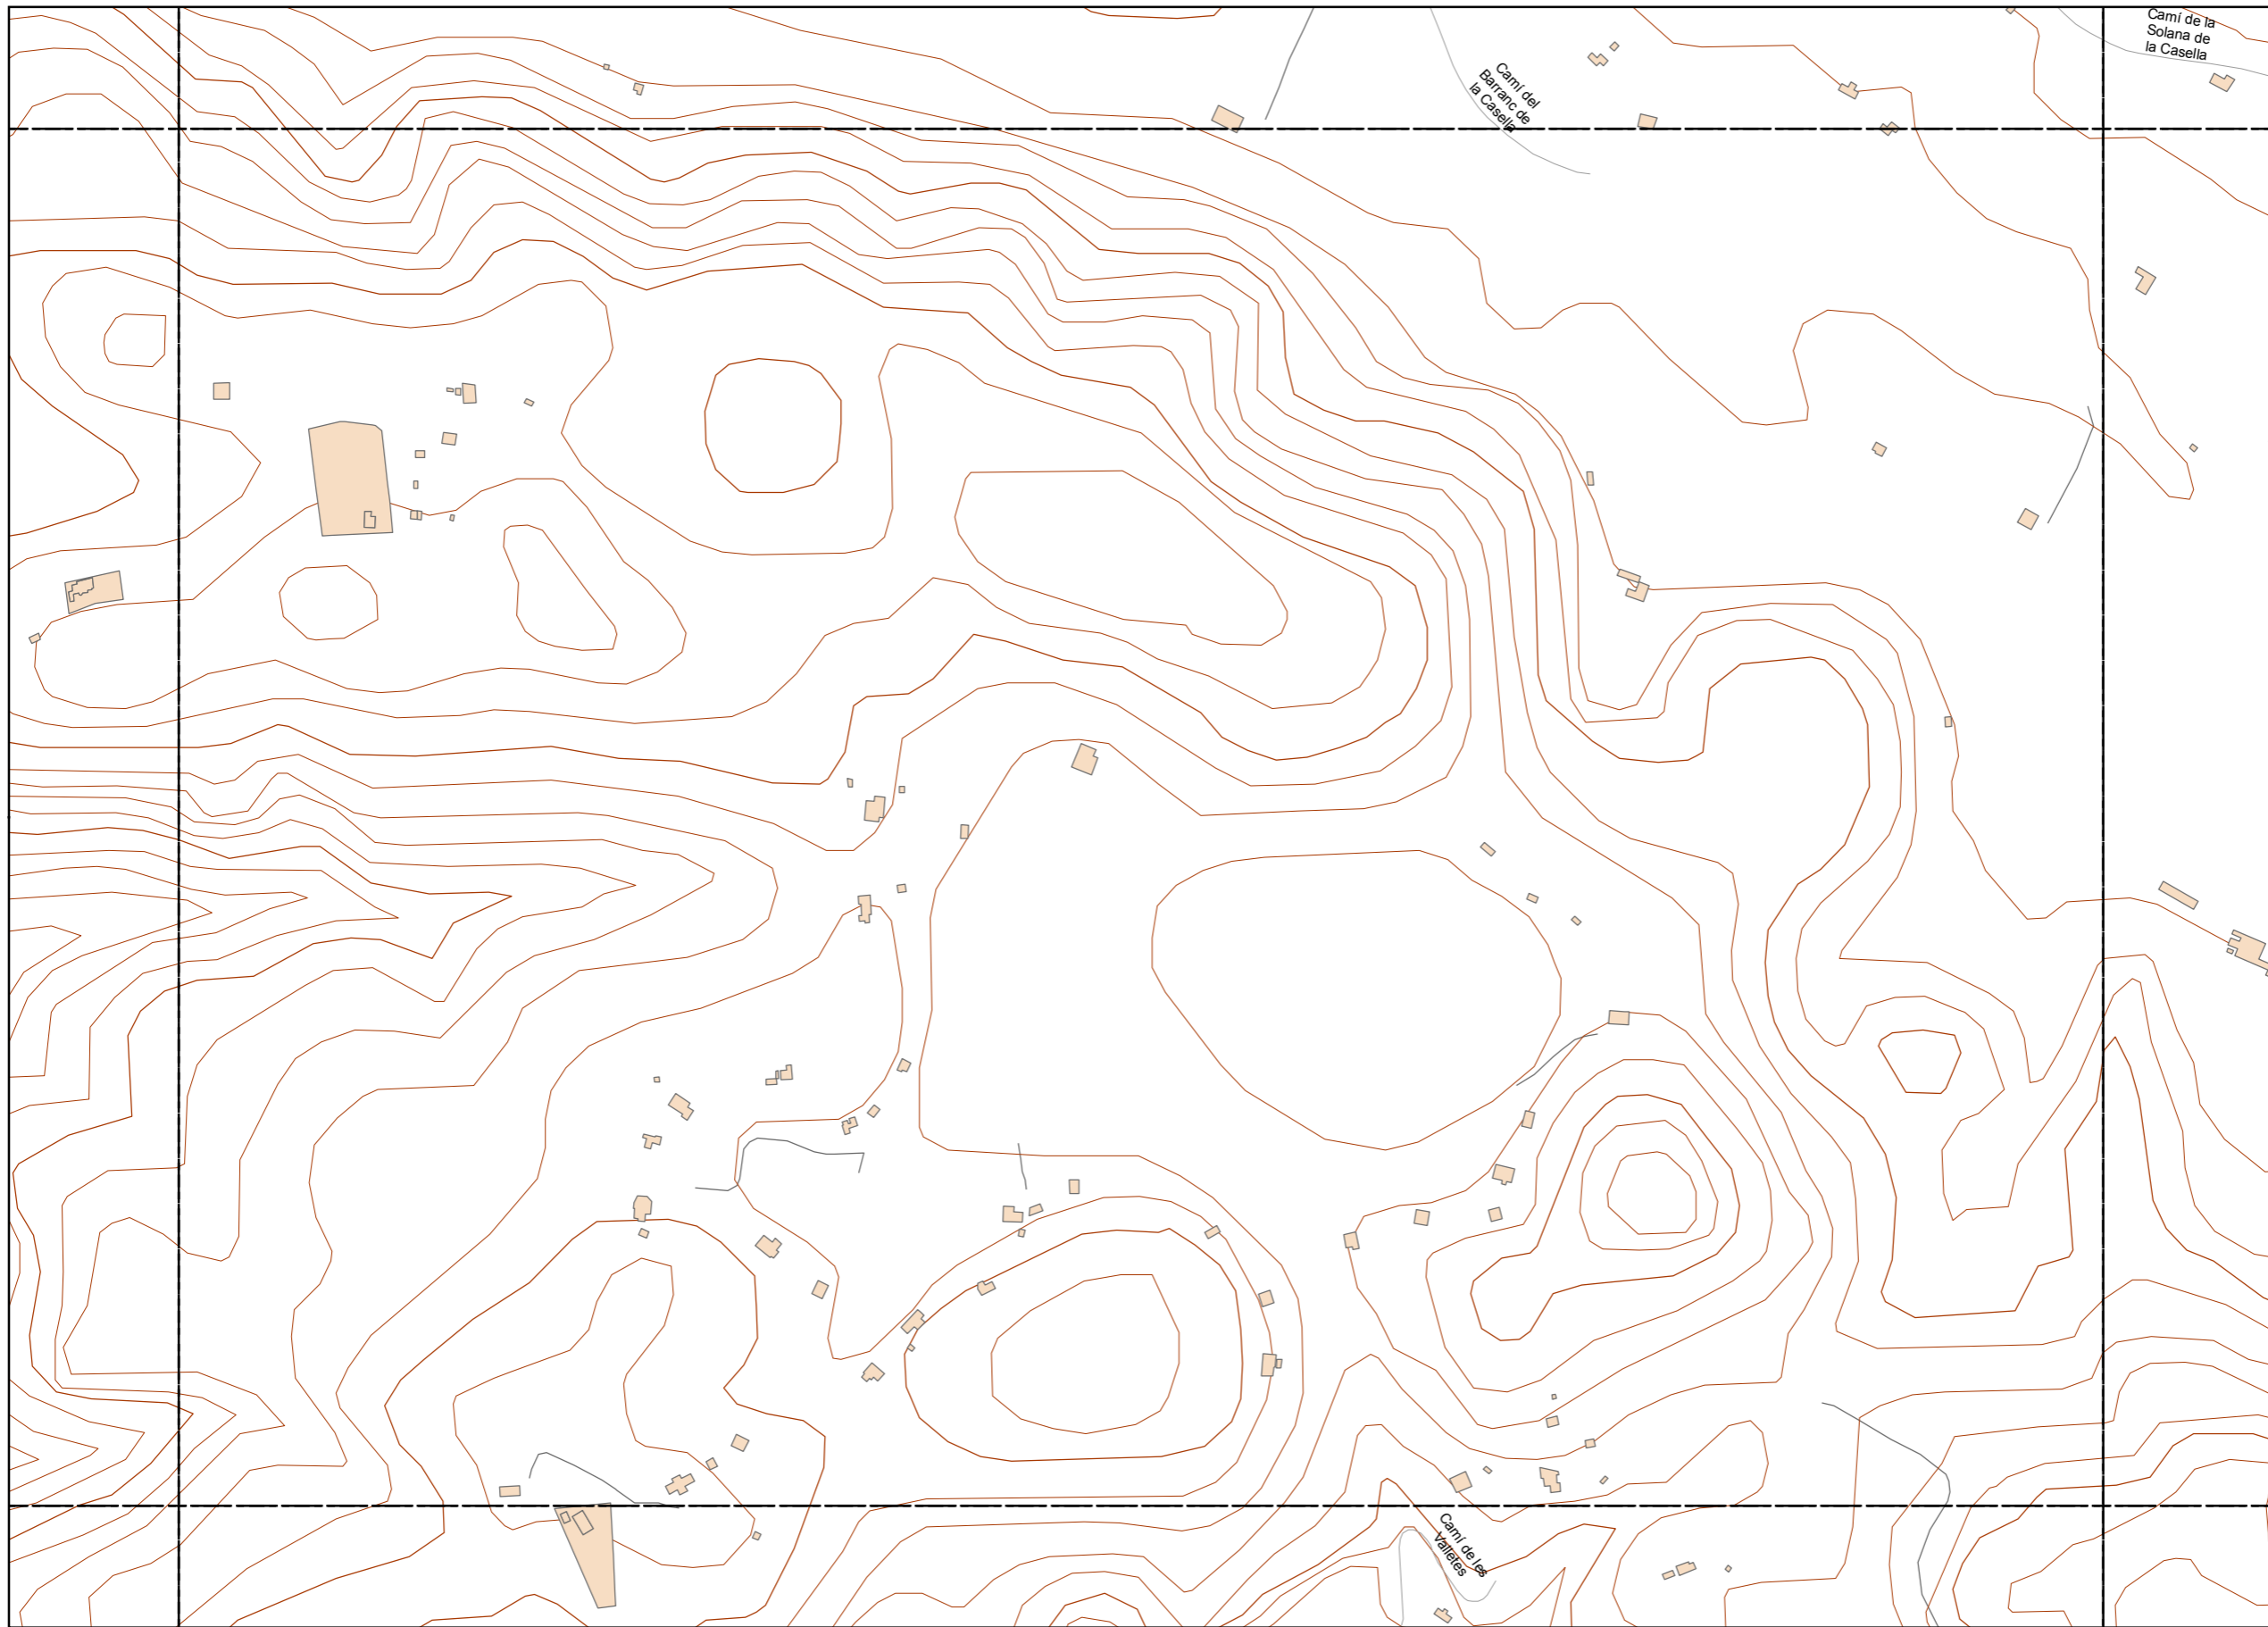 Camí de la
Solana de
la Casella
Camí del
Barranc de
la Casella
Camí de les
Valletes